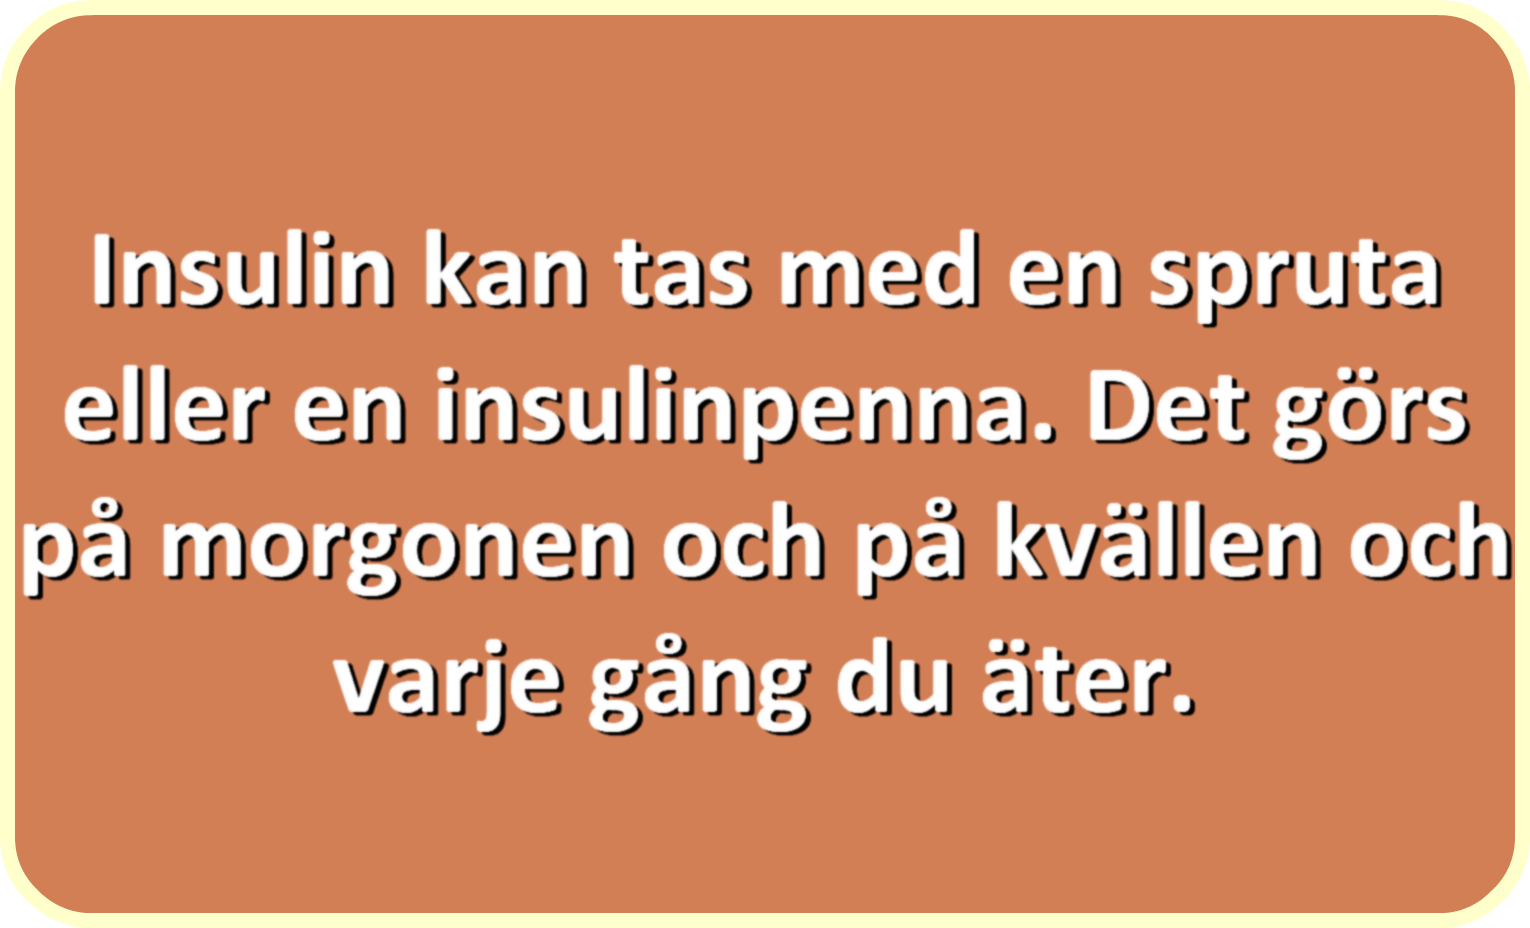 Insulin kan tas med en spruta
eller en insulinpenna. Det görs
på morgonen och på kvällen och
varje gång du äter.